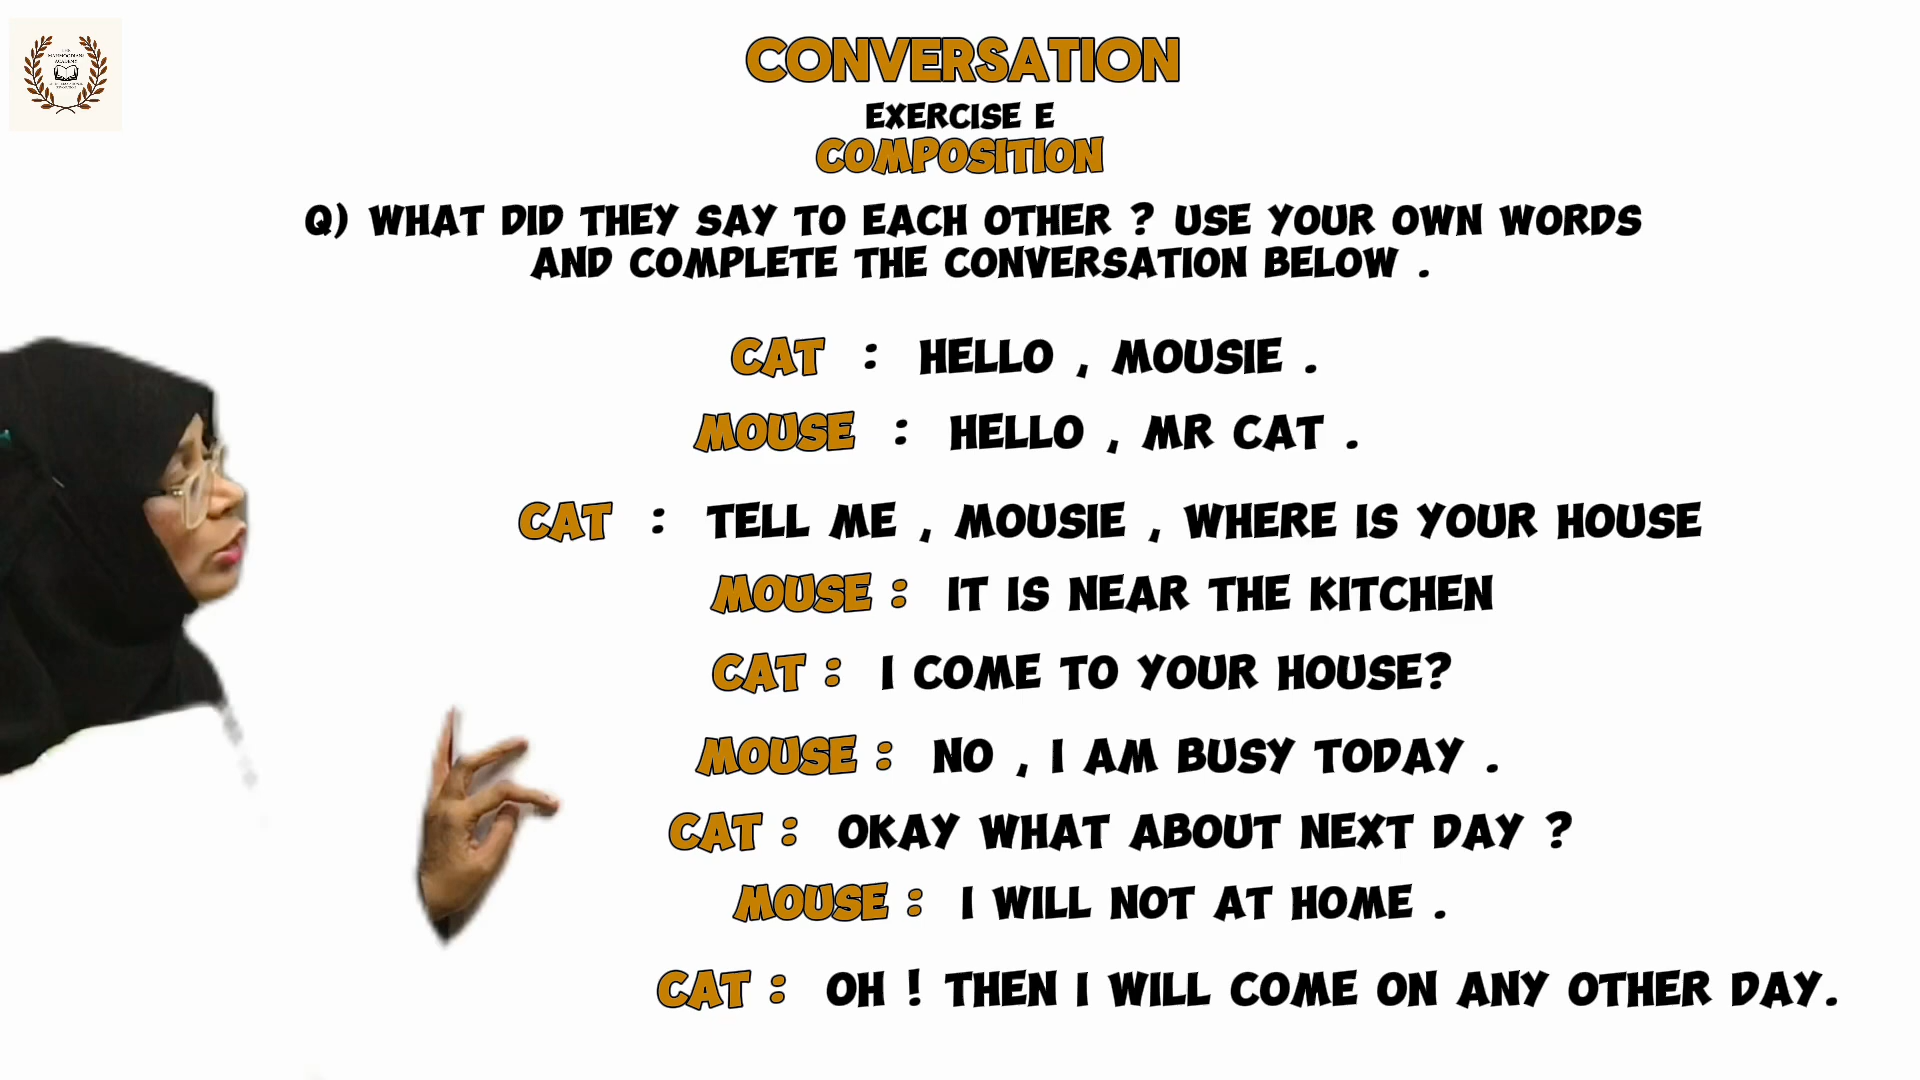 CONVERSATION
EXERCISE E
COMPOSITION
Q) WHAT DID THEY SAY TO EACH OTHER ? USE YOUR OWN WORDS
AND COMPLETE THE CONVERSATION BELOW .
CAT : HELLO , MOUSIE .
MOUSE : HELLO , MR CAT .
CAT : TELL ME , MOUSIE , WHERE IS YOUR HOUSE
MOUSE : IT IS NEAR THE KITCHEN
CAT : I COME TO YOUR HOUSE?
MOUSE : NO , I AM BUSY TODAY .
CAT : OKAY WHAT ABOUT NEXT DAY ?
MOUSE : I WILL NOT AT HOME .
CAT : OH ! THEN I WILL COME ON ANY OTHER DAY.